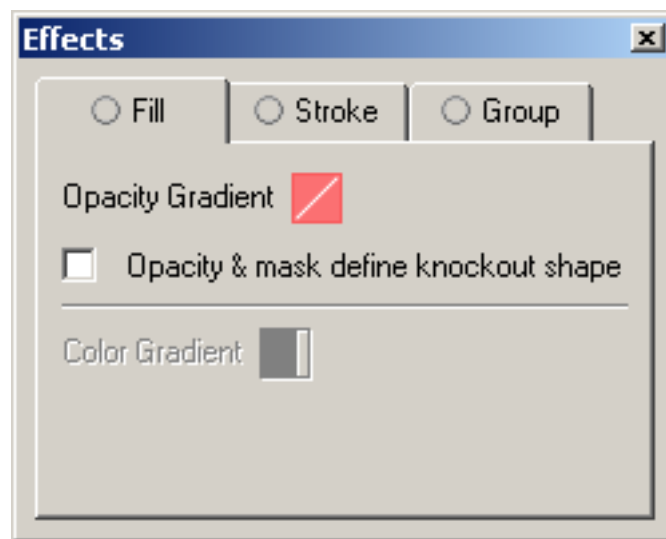 Effects
Fill Stroke Group
Opacity Gradient
Opacity & mask define knockout shape
Color Gradient